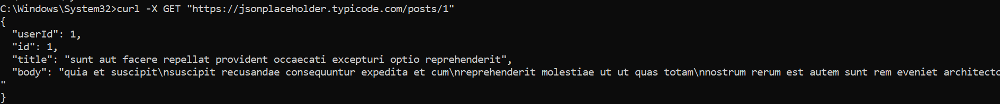 C:\Windows\System32>curl -X GET "https://jsonplaceholder.typicode.com/posts/1"
{
  "userId": 1,
  "id": 1,
  "title": "sunt aut facere repellat provident occaecati excepturi optio reprehenderit",
  "body": "quia et suscipit\nsuscipit recusandae consequuntur expedita et cum\nreprehenderit molestiae ut ut quas totam\nnostrum rerum est autem sunt rem eveniet architecto
"
}